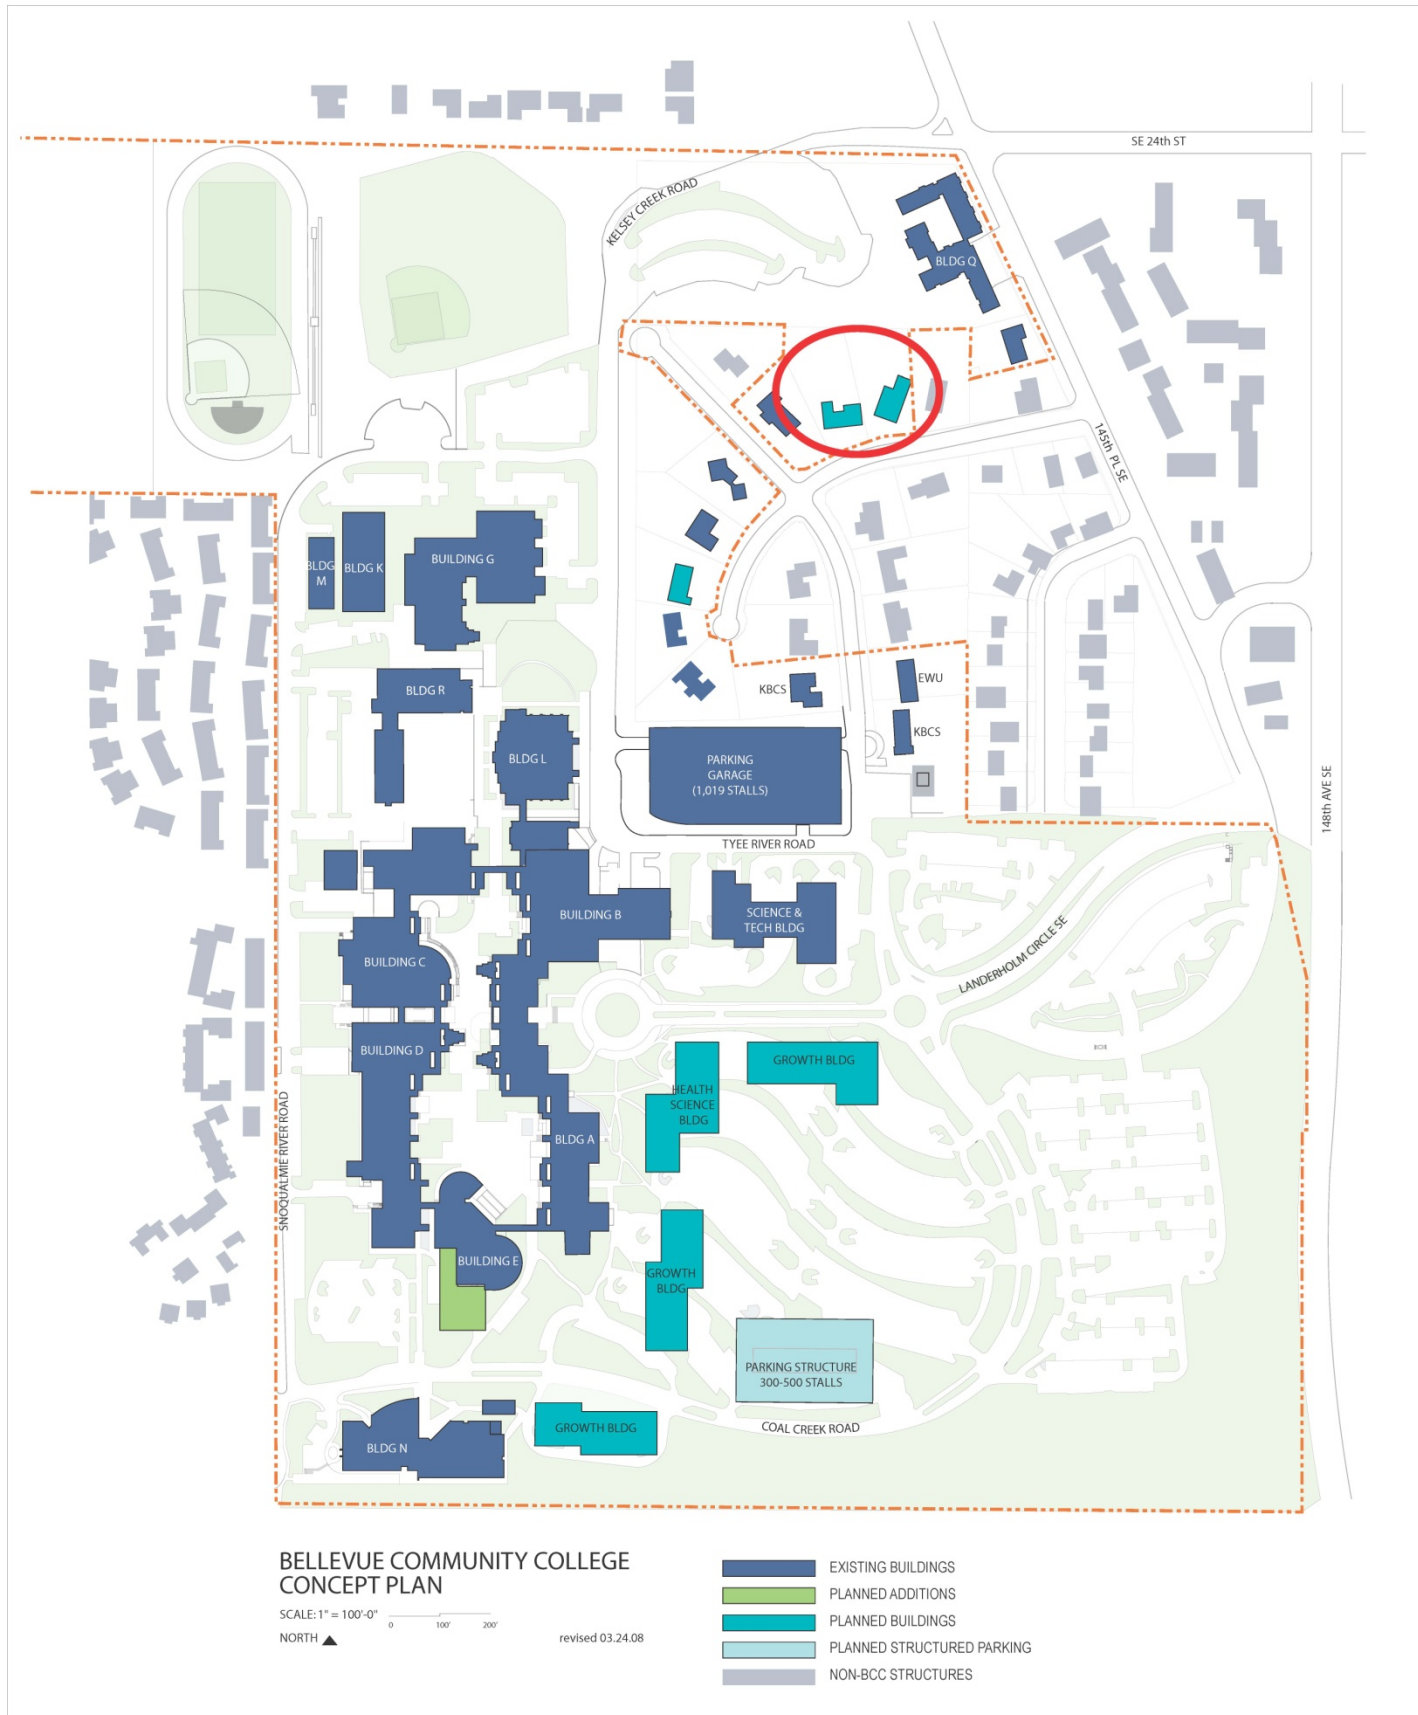 SE 24th ST
KELSEY CREEK ROAD
BLDG Q
145th PL SE
BLDG
M
BLDG K
BUILDING G
BLDG R
KBCS
EWU
KBCS
BLDG L
PARKING
GARAGE
(1,019 STALLS)
148th AVE SE
TYEE RIVER ROAD
BUILDING B
SCIENCE &
TECH BLDG
LANDERHOLM CIRCLE SE
BUILDING C
BUILDING D
GROWTH BLDG
HEALTH
SCIENCE
BLDG
BLDG A
SNOQUALMIE RIVER ROAD
BUILDING E
GROWTH
BLDG
PARKING STRUCTURE
300-500 STALLS
COAL CREEK ROAD
GROWTH BLDG
BLDG N
BELLEVUE COMMUNITY COLLEGE
CONCEPT PLAN
SCALE: 1" = 100'-0"
0 100' 200'
NORTH
revised 03.24.08
EXISTING BUILDINGS
PLANNED ADDITIONS
PLANNED BUILDINGS
PLANNED STRUCTURED PARKING
NON-BCC STRUCTURES